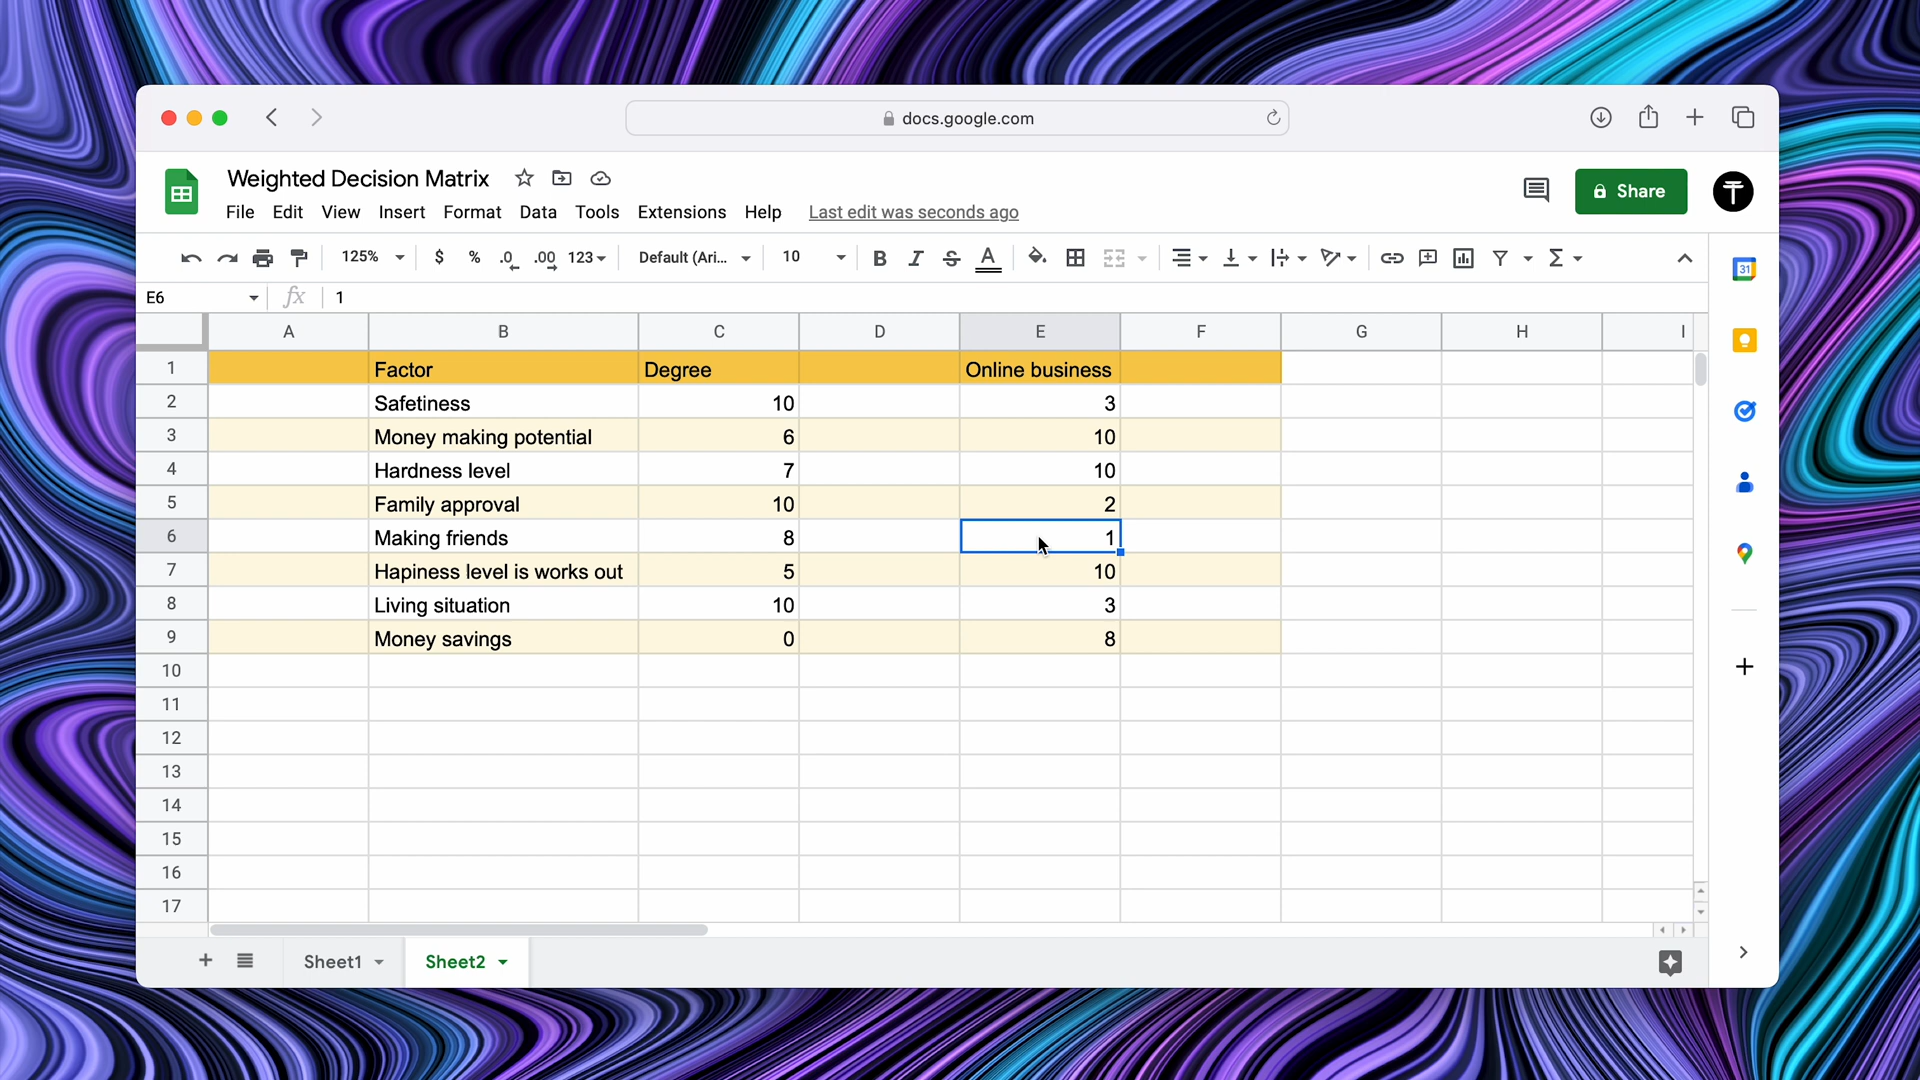 docs.google.com
Weighted Decision Matrix
File Edit View Insert Format Data Tools Extensions Help Last edit was seconds ago
Share
125% $ % .0 .00 123 Default (Ari... 10 B I S A
31
E6 fx 1
A B C D E F G H I
1 Factor Degree Online business
2 Safetiness 10 3
3 Money making potential 6 10
4 Hardness level 7 10
5 Family approval 10 2
6 Making friends 8 1
7 Hapiness level is works out 5 10
8 Living situation 10 3
9 Money savings 0 8
10
11
12
13
14
15
16
17
Sheet1 Sheet2